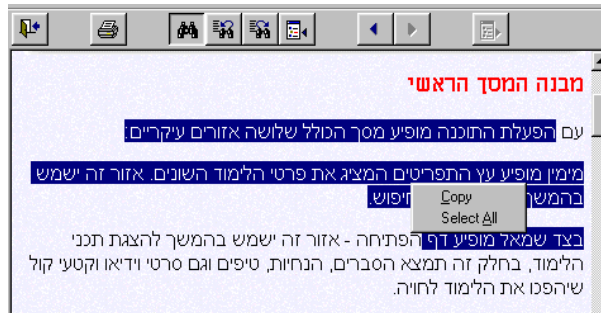 מבנה המסך הראשי
עם הפעלת התוכנה מופיע מסך הכולל שלושה אזורים עיקריים:
מימין מופיע עץ התפריטים המציג את פרטי הלימוד השונים. אזור זה ישמש
בהמשך חיפוש.
Copy
Select All
בצד שמאל מופיע דף הפתיחה - אזור זה ישמש בהמשך להצגת תכני
הלימוד, בחלק זה תמצא הסברים, הנחיות, טיפים וגם סרטי וידיאו וקטעי קול
שיהפכו את הלימוד לחויה.